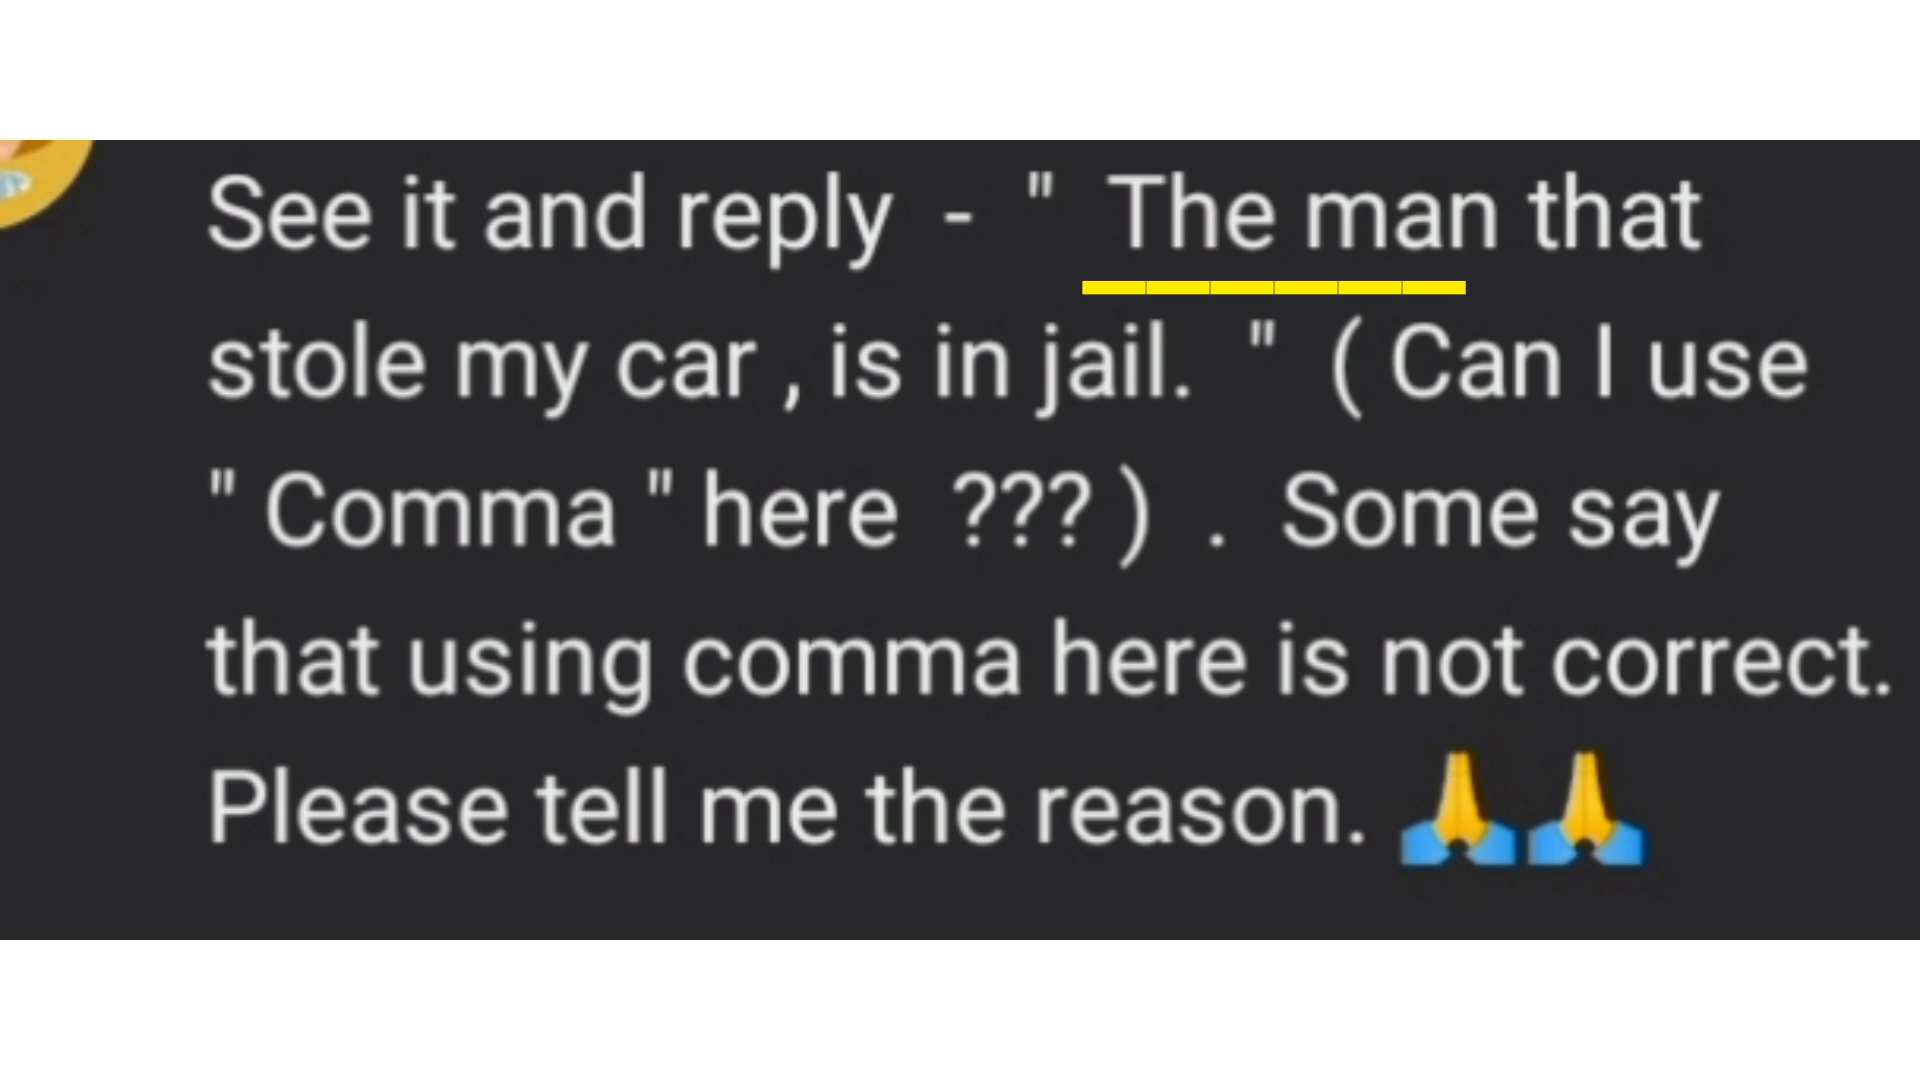 See it and reply - " The man that
stole my car , is in jail. " ( Can I use
" Comma " here ??? ) . Some say
that using comma here is not correct.
Please tell me the reason. 🙏🙏